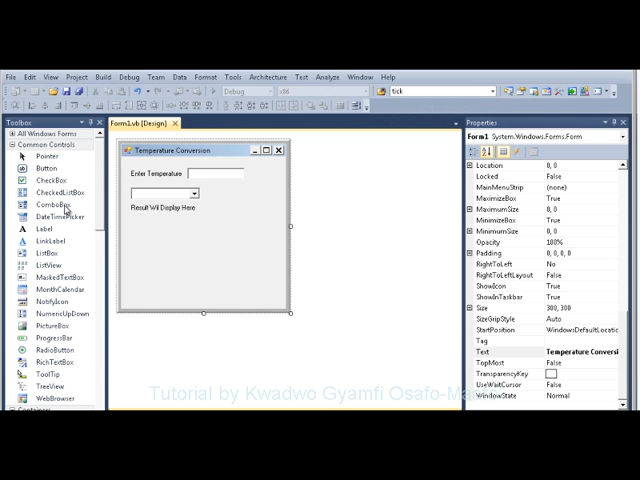 File Edit View Project Build Debug Team Data Format Tools Architecture Test Analyze Window Help
Debug x86 tick
Toolbox
All Windows Forms
Common Controls
Pointer
Button
CheckBox
CheckedListBox
ComboBox
DateTimePicker
Label
LinkLabel
ListBox
ListView
MaskedTextBox
MonthCalendar
NotifyIcon
NumericUpDown
PictureBox
ProgressBar
RadioButton
RichTextBox
ToolTip
TreeView
WebBrowser
Containers
Form1.vb [Design]
Temperature Conversion
Enter Temperature
Result Wil Display Here
Properties
Form1 System.Windows.Forms.Form
Location 0, 0
Locked False
MainMenuStrip (none)
MaximizeBox True
MaximumSize 0, 0
MinimizeBox True
MinimumSize 0, 0
Opacity 100%
Padding 0, 0, 0, 0
RightToLeft No
RightToLeftLayout False
ShowIcon True
ShowInTaskbar True
Size 300, 300
SizeGripStyle Auto
StartPosition WindowsDefaultLocatio
Tag
Text Temperature Conversi
TopMost False
TransparencyKey
UseWaitCursor False
WindowState Normal
Tutorial by Kwadwo Gyamfi Osafo-Ma